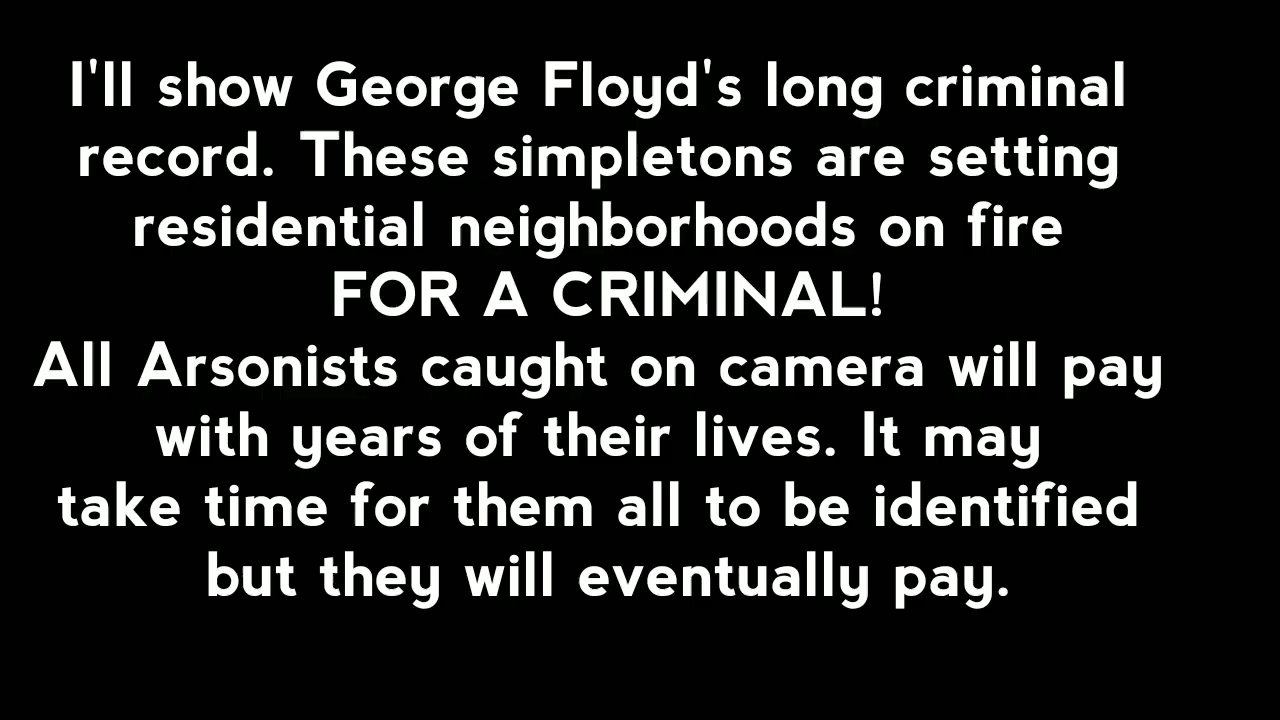 I'll show George Floyd's long criminal
record. These simpletons are setting
residential neighborhoods on fire
FOR A CRIMINAL!
All Arsonists caught on camera will pay
with years of their lives. It may
take time for them all to be identified
but they will eventually pay.